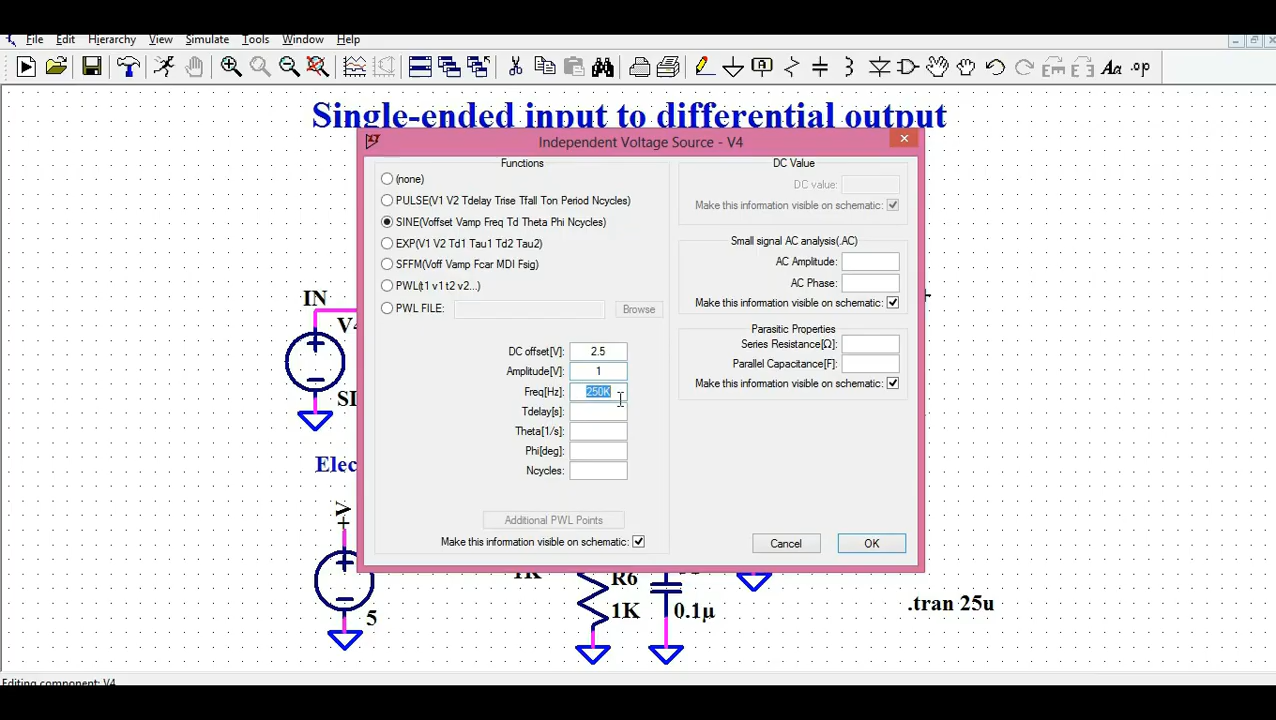 File Edit Hierarchy View Simulate Tools Window Help
Single-ended input to differential output
Independent Voltage Source - V4
Functions
(none)
PULSE(V1 V2 Tdelay Trise Tfall Ton Period Ncycles)
SINE(Voffset Vamp Freq Td Theta Phi Ncycles)
EXP(V1 V2 Td1 Tau1 Td2 Tau2)
SFFM(Voff Vamp Fcar MDI Fsig)
PWL(t1 v1 t2 v2...)
PWL FILE: Browse
DC offset[V]: 2.5
Amplitude[V]: 1
Freq[Hz]: 250K
Tdelay[s]:
Theta[1/s]:
Phi[deg]:
Ncycles:
Additional PWL Points
Make this information visible on schematic:
DC Value
DC value:
Make this information visible on schematic:
Small signal AC analysis(.AC)
AC Amplitude:
AC Phase:
Make this information visible on schematic:
Parasitic Properties
Series Resistance[Ω]:
Parallel Capacitance[F]:
Make this information visible on schematic:
Cancel OK
IN
Elec
+V
5
1K
R6
1K
0.1µ
.tran 25u
Editing component: V4